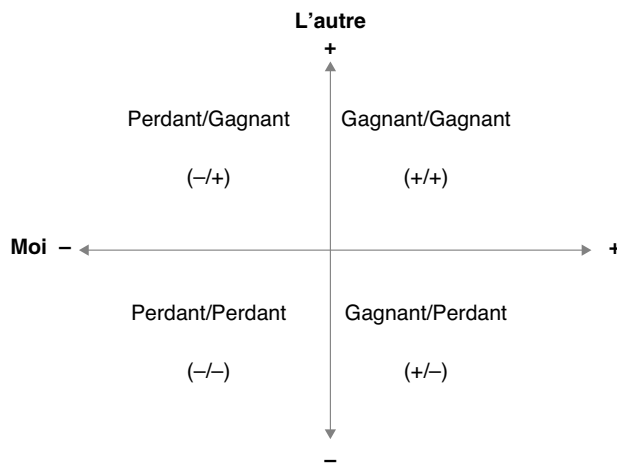 L'autre
+
Perdant/Gagnant Gagnant/Gagnant
(–/+) (+/+)
Moi – +
Perdant/Perdant Gagnant/Perdant
(–/–) (+/–)
–